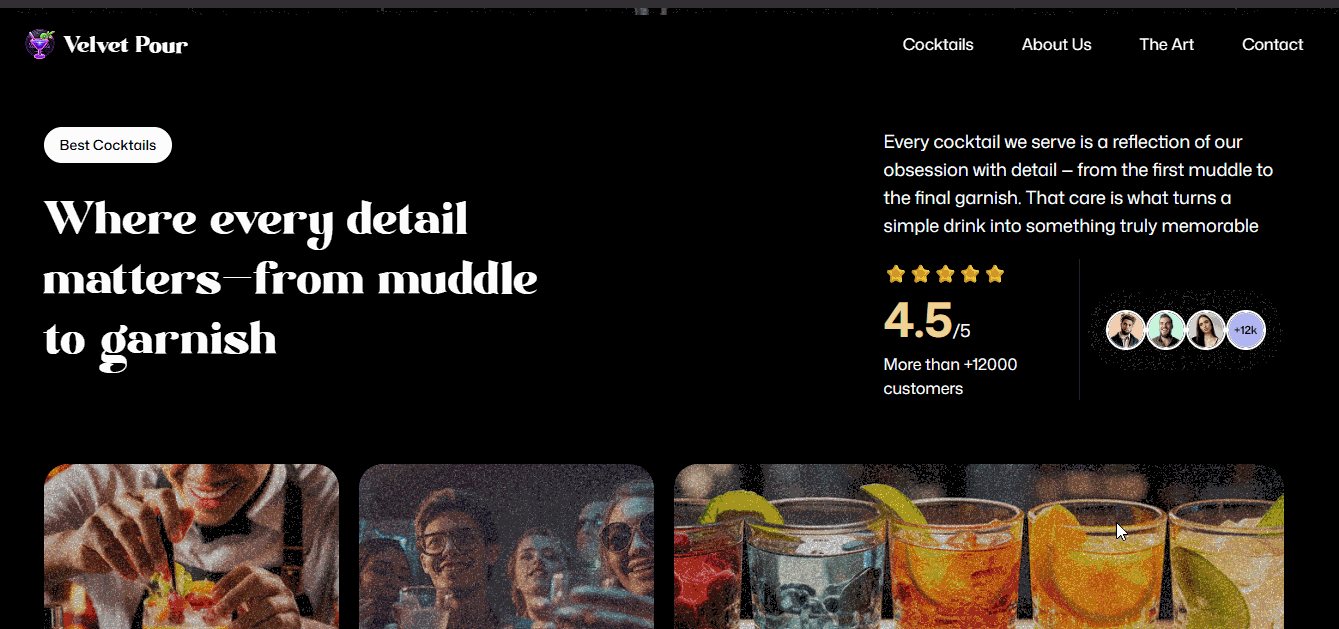 Velvet Pour
Cocktails
About Us
The Art
Contact
Best Cocktails
Where every detail
matters—from muddle
to garnish
Every cocktail we serve is a reflection of our
obsession with detail – from the first muddle to
the final garnish. That care is what turns a
simple drink into something truly memorable
4.5/5
More than +12000
customers
+12k